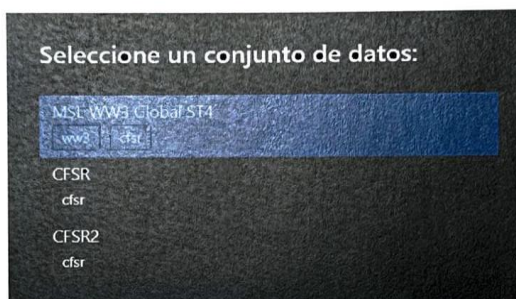 Seleccione un conjunto de datos:
MSL WW3 Global ST4
ww3 cfsr
CFSR
cfsr
CFSR2
cfsr